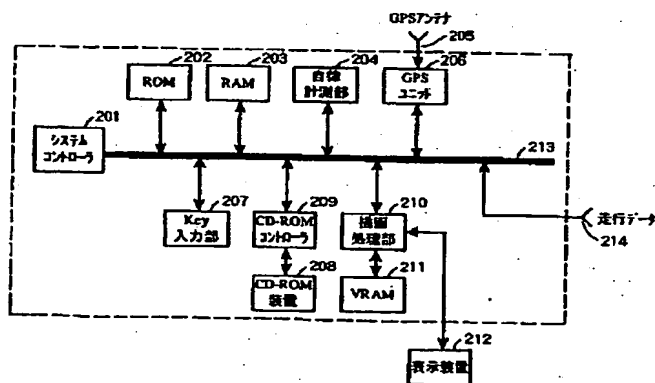 GPSアンテナ
205
202
203
204
206
ROM
RAM
計測部
GPS
ユニット
201
システム
コントローラ
213
207
209
210
Key
入力部
CD-ROM
コントローラ
描画
処理部
走行データ
214
208
211
CD-ROM
装置
VRAM
212
表示装置